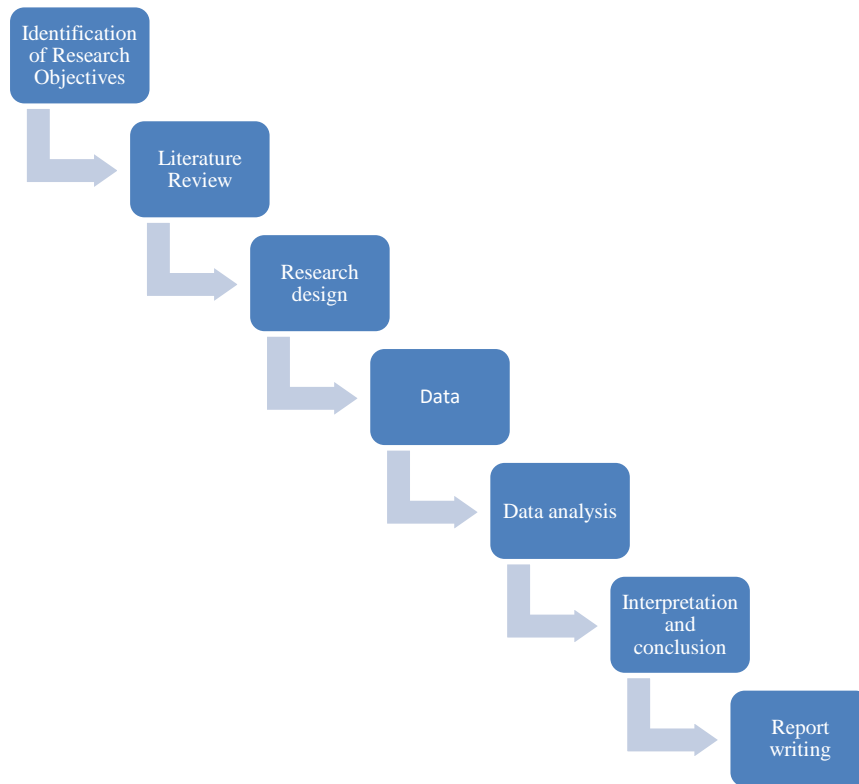 Identification
of Research
Objectives
Literature
Review
Research
design
Data
Data analysis
Interpretation
and
conclusion
Report
writing